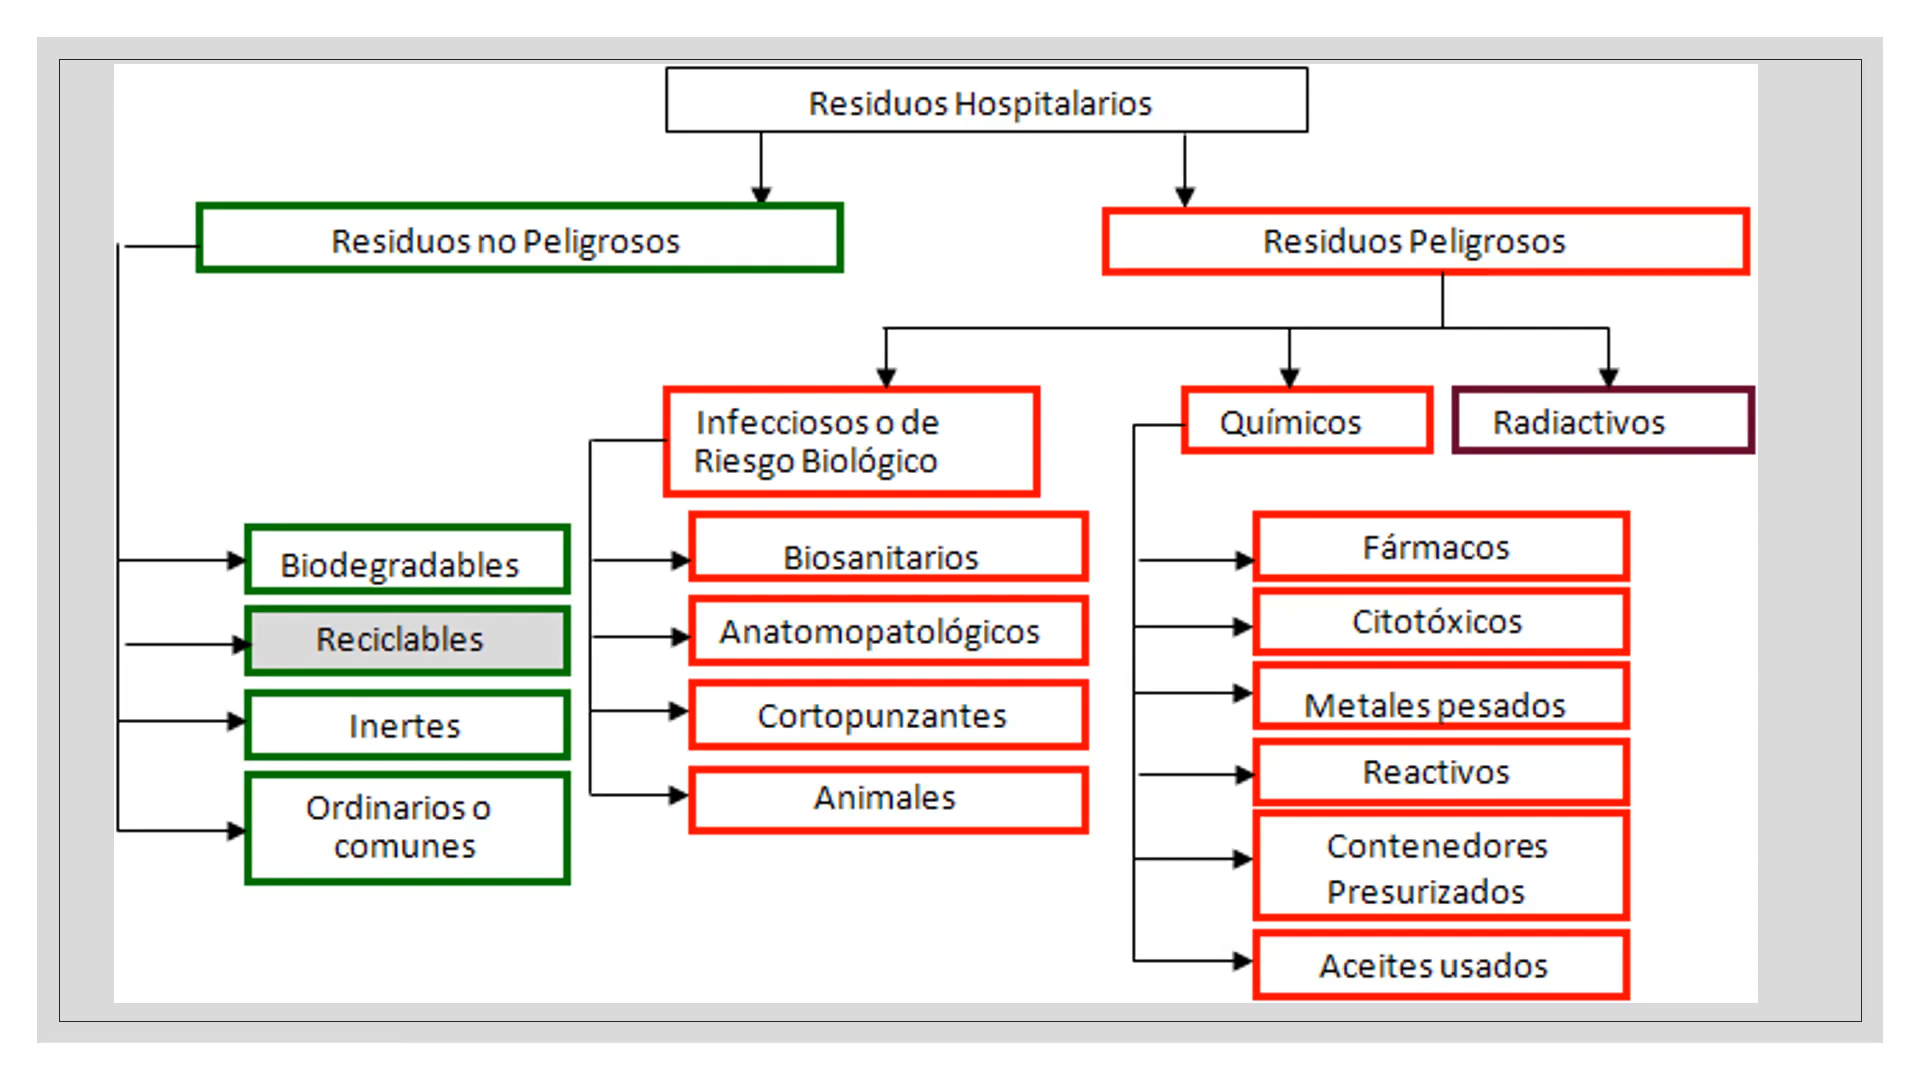 Residuos Hospitalarios
Residuos no Peligrosos
Residuos Peligrosos
Infecciosos o de
Riesgo Biológico
Químicos
Radiactivos
Biodegradables
Reciclables
Inertes
Ordinarios o
comunes
Biosanitarios
Anatomopatológicos
Cortopunzantes
Animales
Fármacos
Citotóxicos
Metales pesados
Reactivos
Contenedores
Presurizados
Aceites usados